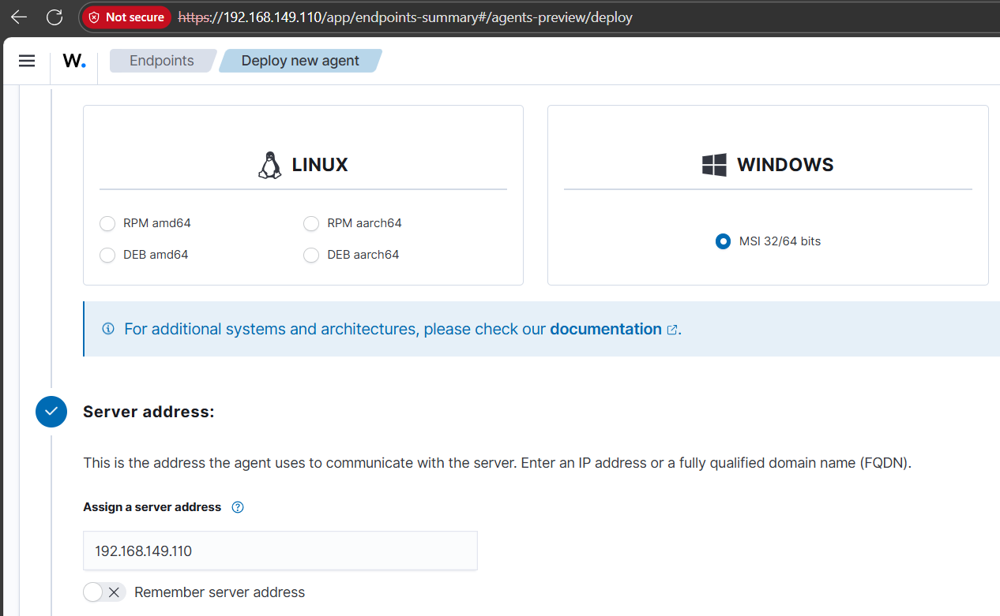 Not secure https://192.168.149.110/app/endpoints-summary#/agents-preview/deploy
W. Endpoints Deploy new agent
LINUX
RPM amd64 RPM aarch64
DEB amd64 DEB aarch64
WINDOWS
MSI 32/64 bits
For additional systems and architectures, please check our documentation.
Server address:
This is the address the agent uses to communicate with the server. Enter an IP address or a fully qualified domain name (FQDN).
Assign a server address
192.168.149.110
Remember server address